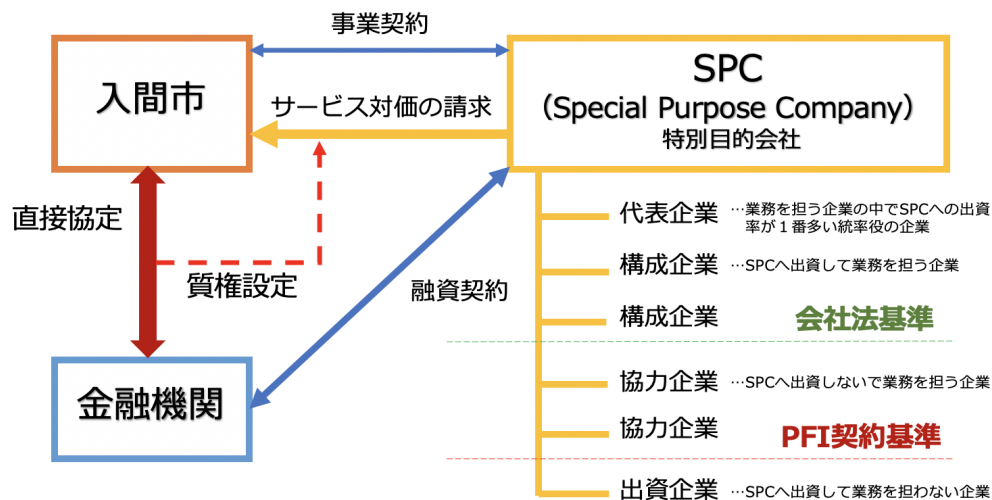 事業契約
入間市
SPC
（Special Purpose Company）
特別目的会社
サービス対価の請求
直接協定
質権設定
融資契約
金融機関
代表企業 …業務を担う企業の中でSPCへの出資
率が１番多い統率役の企業
構成企業 …SPCへ出資して業務を担う企業
構成企業
会社法基準
協力企業 …SPCへ出資しないで業務を担う企業
協力企業
PFI契約基準
出資企業 …SPCへ出資して業務を担わない企業